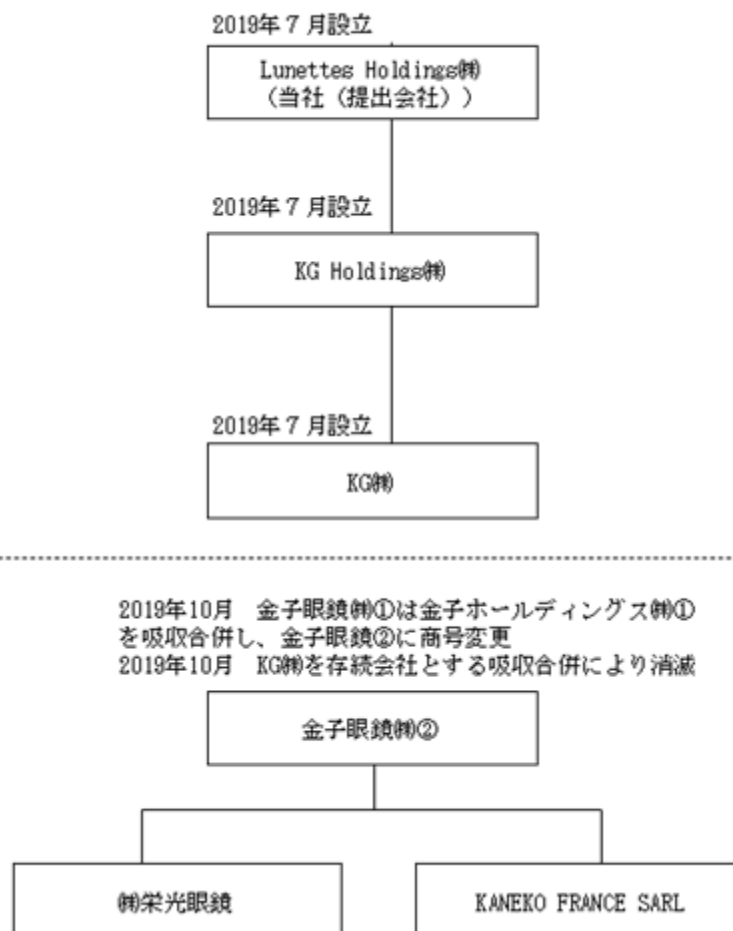 2019年7月設立
Lunettes Holdings㈱
（当社（提出会社））
2019年7月設立
KG Holdings㈱
2019年7月設立
KG㈱
2019年10月　金子眼鏡㈱①は金子ホールディングス㈱①
を吸収合併し、金子眼鏡②に商号変更
2019年10月　KG㈱を存続会社とする吸収合併により消滅
金子眼鏡㈱②
㈱栄光眼鏡
KANEKO FRANCE SARL